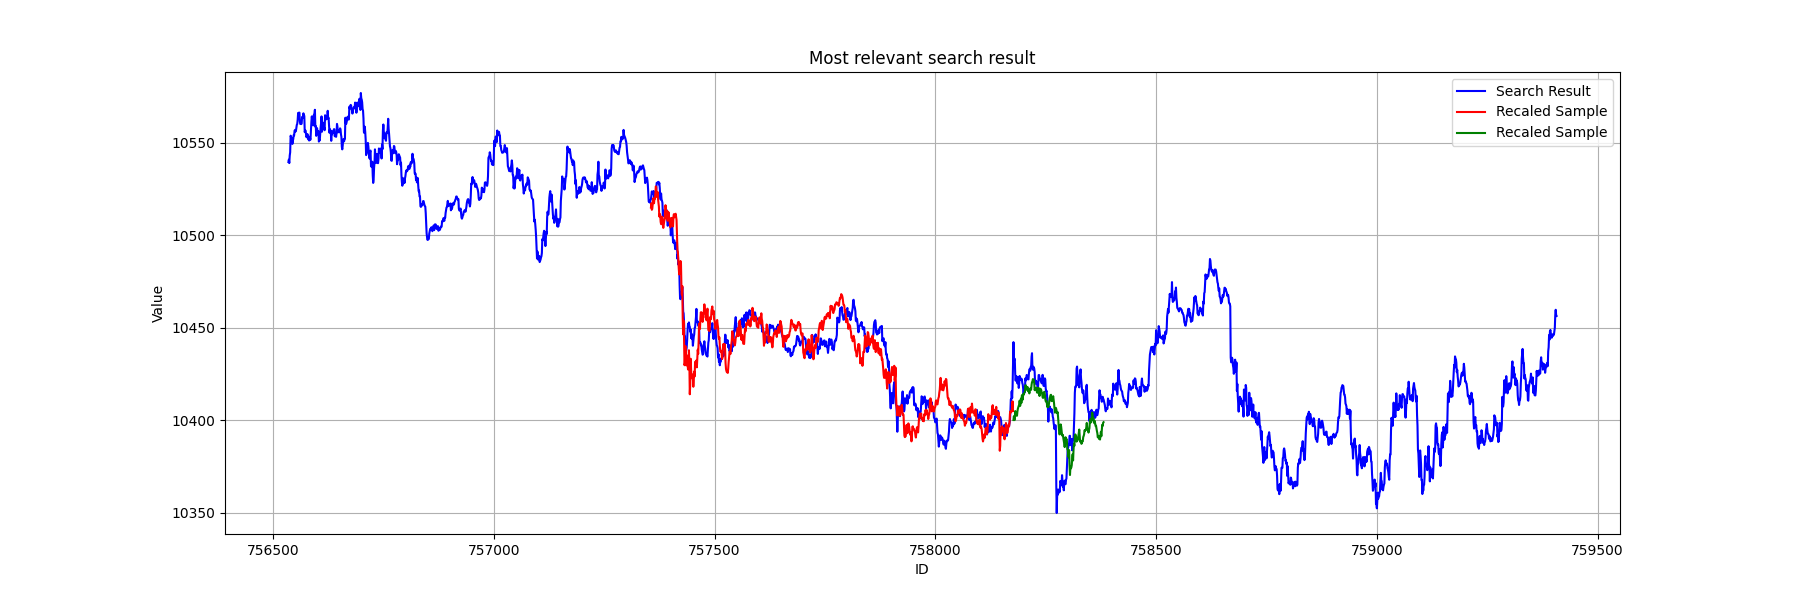 Most relevant search result
Search Result
Recaled Sample
Recaled Sample
10550
10500
10450
10400
10350
Value
756500 757000 757500 758000 758500 759000 759500
ID